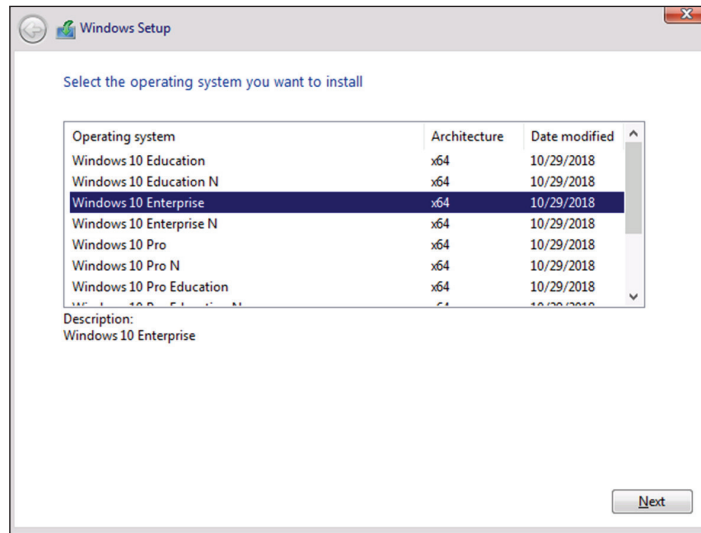 Windows Setup
Select the operating system you want to install
Operating system Architecture Date modified
Windows 10 Education x64 10/29/2018
Windows 10 Education N x64 10/29/2018
Windows 10 Enterprise x64 10/29/2018
Windows 10 Enterprise N x64 10/29/2018
Windows 10 Pro x64 10/29/2018
Windows 10 Pro N x64 10/29/2018
Windows 10 Pro Education x64 10/29/2018
Description:
Windows 10 Enterprise
Next